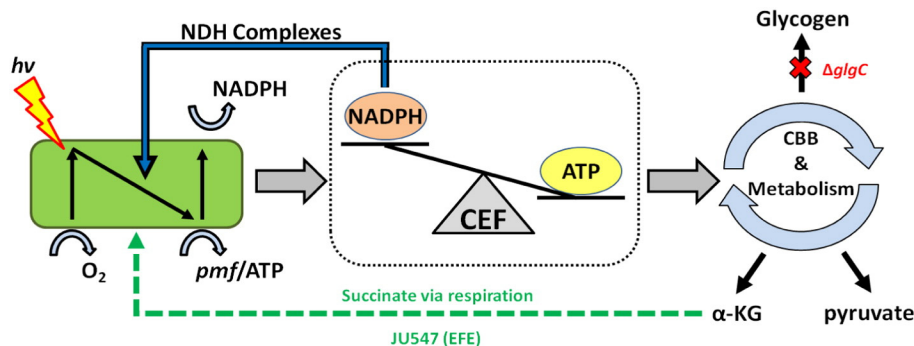 NDH Complexes
Glycogen
hν
NADPH
ΔglgC
NADPH
CBB
&
Metabolism
ATP
CEF
O₂
pmf/ATP
Succinate via respiration
α-KG
pyruvate
JU547 (EFE)